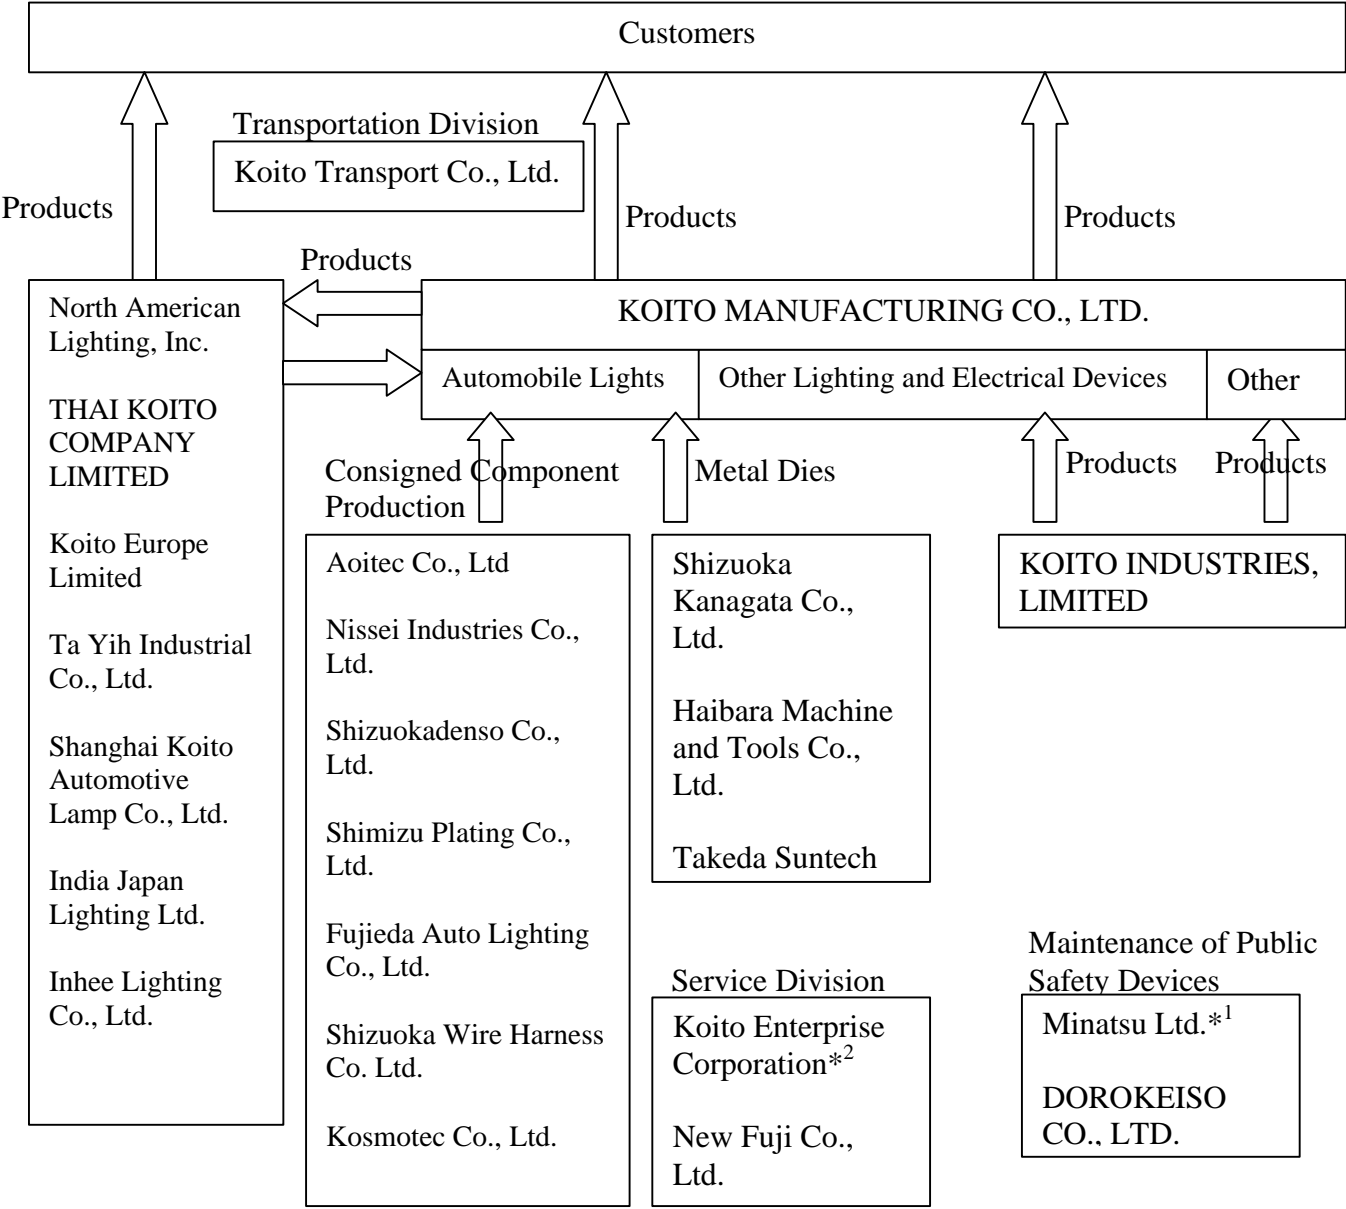 Customers
Transportation Division
Koito Transport Co., Ltd.
Products
Products
Products
Products
North American
Lighting, Inc.
THAI KOITO
COMPANY
LIMITED
Koito Europe
Limited
Ta Yih Industrial
Co., Ltd.
Shanghai Koito
Automotive
Lamp Co., Ltd.
India Japan
Lighting Ltd.
Inhee Lighting
Co., Ltd.
KOITO MANUFACTURING CO., LTD.
Automobile Lights
Other Lighting and Electrical Devices
Other
Consigned Component
Production
Metal Dies
Products
Products
Aoitec Co., Ltd
Nissei Industries Co.,
Ltd.
Shizuokadenso Co.,
Ltd.
Shimizu Plating Co.,
Ltd.
Fujieda Auto Lighting
Co., Ltd.
Shizuoka Wire Harness
Co. Ltd.
Kosmotec Co., Ltd.
Shizuoka
Kanagata Co.,
Ltd.
Haibara Machine
and Tools Co.,
Ltd.
Takeda Suntech
KOITO INDUSTRIES,
LIMITED
Service Division
Koito Enterprise
Corporation*2
New Fuji Co.,
Ltd.
Maintenance of Public
Safety Devices
Minatsu Ltd.*1
DOROKEISO
CO., LTD.